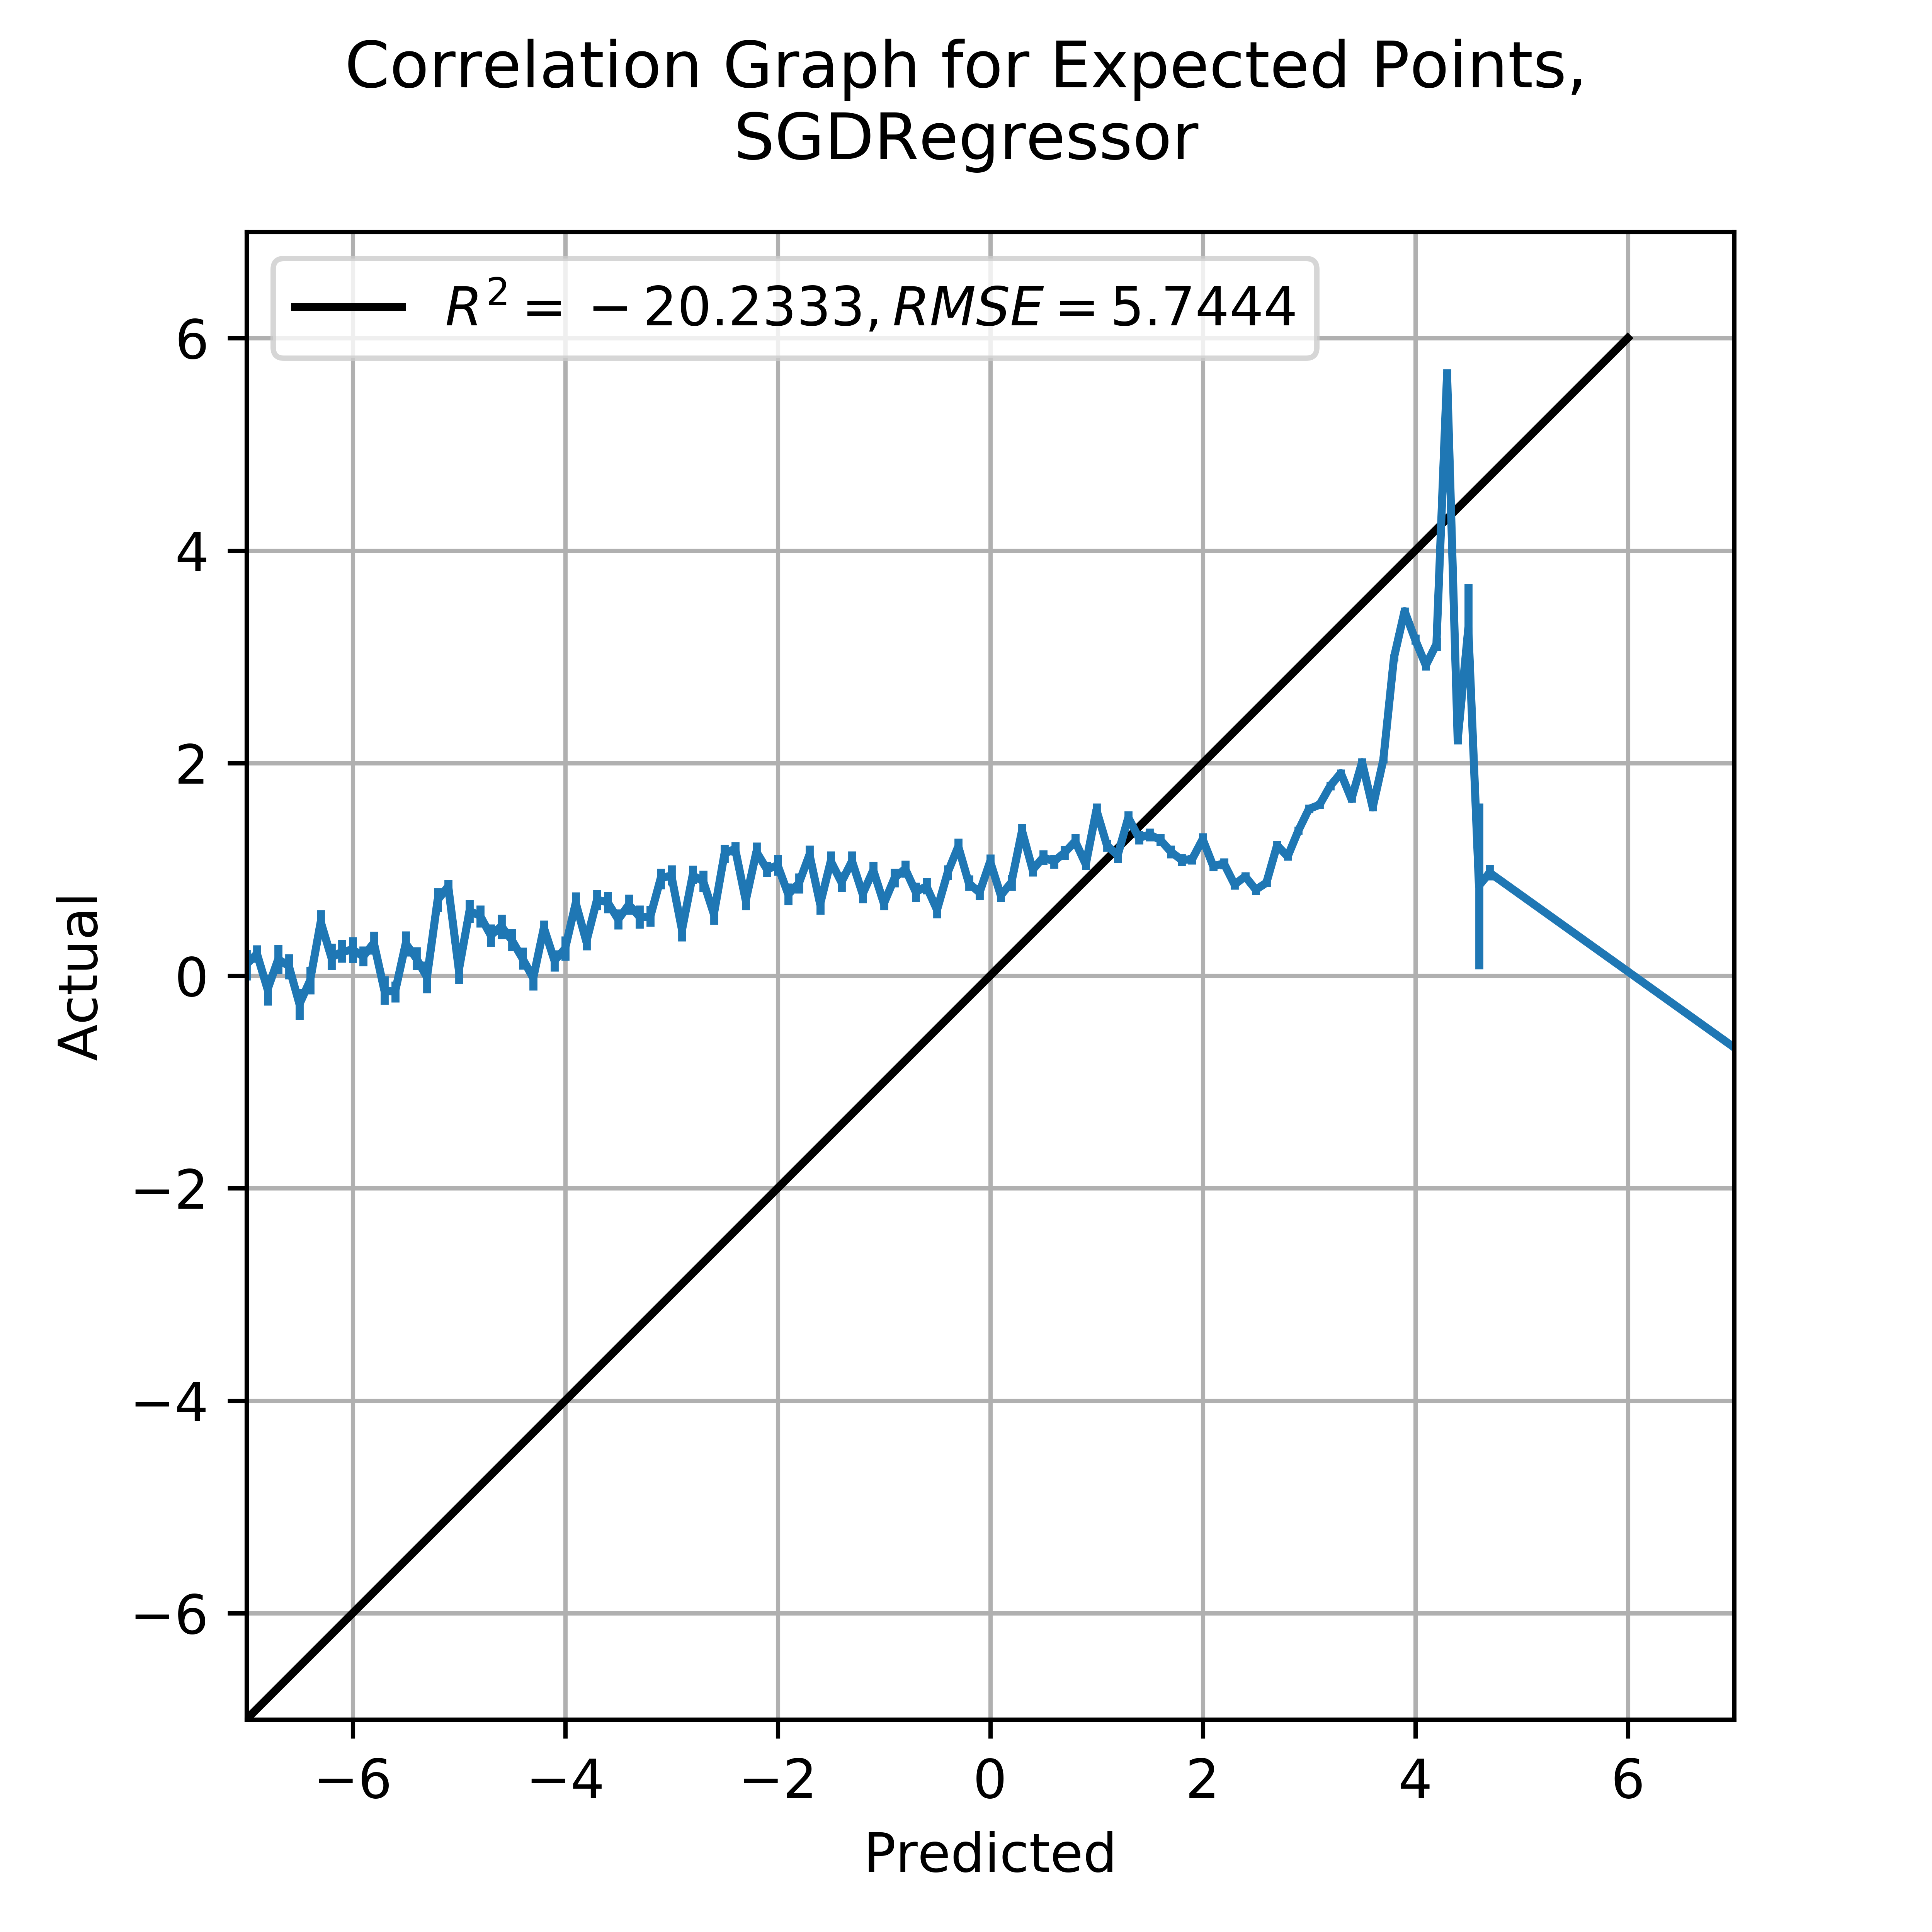 Correlation Graph for Expected Points,
SGDRegressor
R² = −20.2333, RMSE = 5.7444
6
4
2
0
−2
−4
−6
Actual
−6 −4 −2 0 2 4 6
Predicted